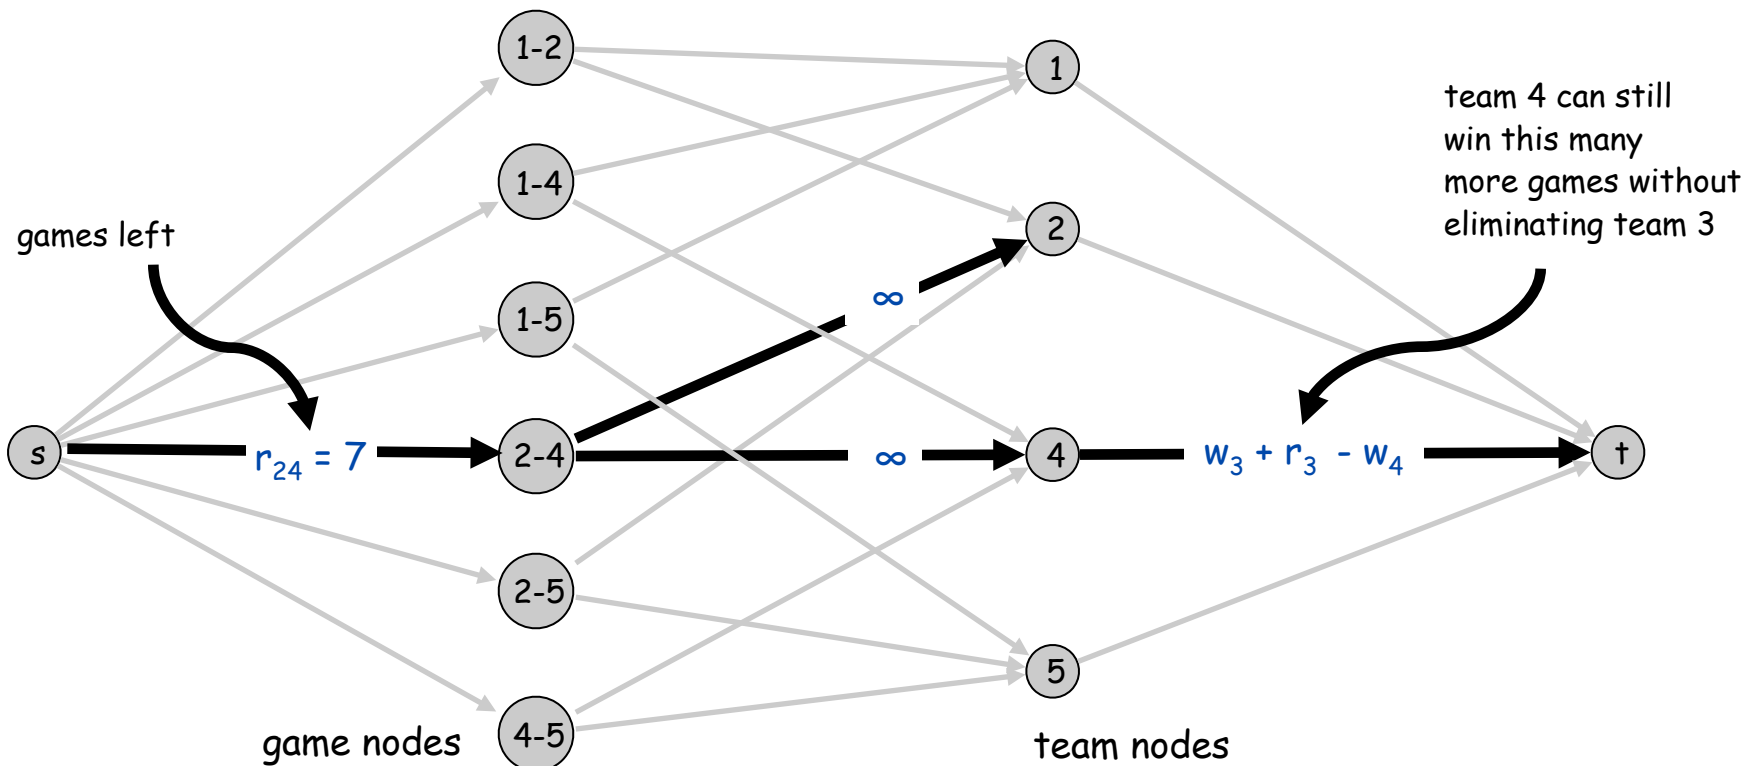 1-2
1
team 4 can still
win this many
more games without
eliminating team 3
1-4
games left
2
∞
1-5
s
r24 = 7
2-4
∞
4
w3 + r3 - w4
t
2-5
5
4-5
game nodes
team nodes